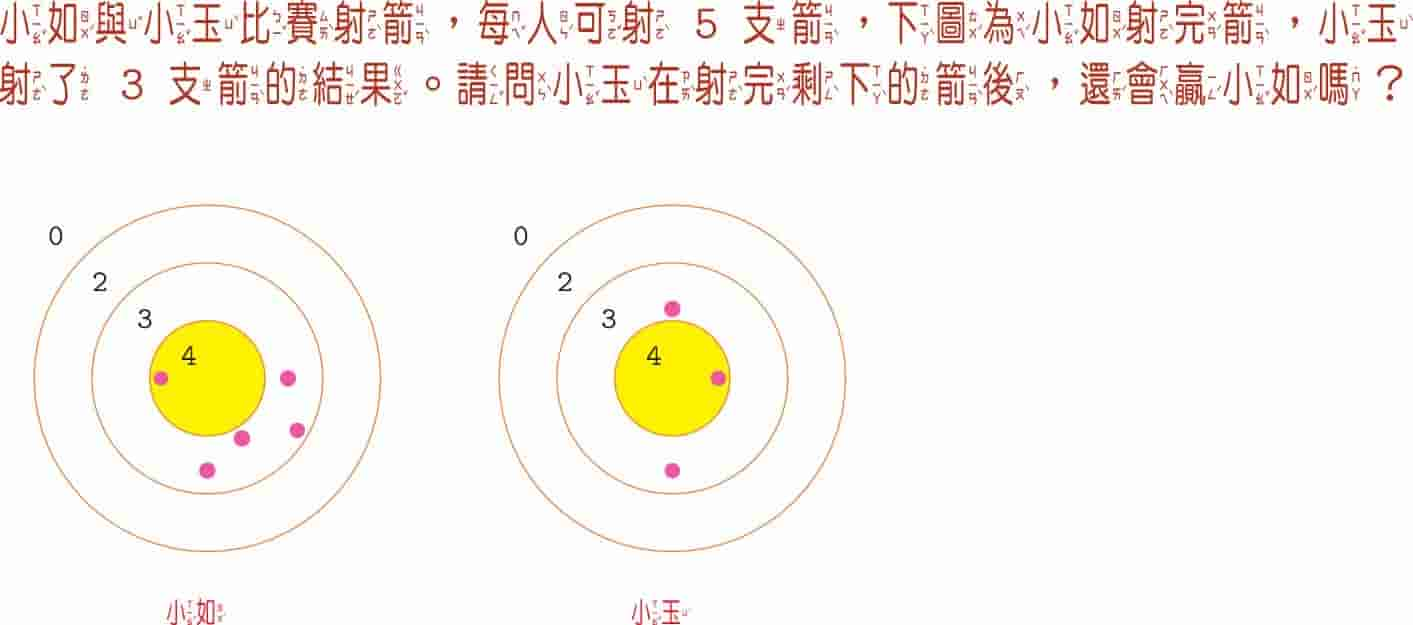 小如與小玉比賽射箭，每人可射 5 支箭，下圖為小如射完箭，小玉
射了 3 支箭的結果。請問小玉在射完剩下的箭後，還會贏小如嗎？
0 0
2 2
3 3
4 4
小如 小玉